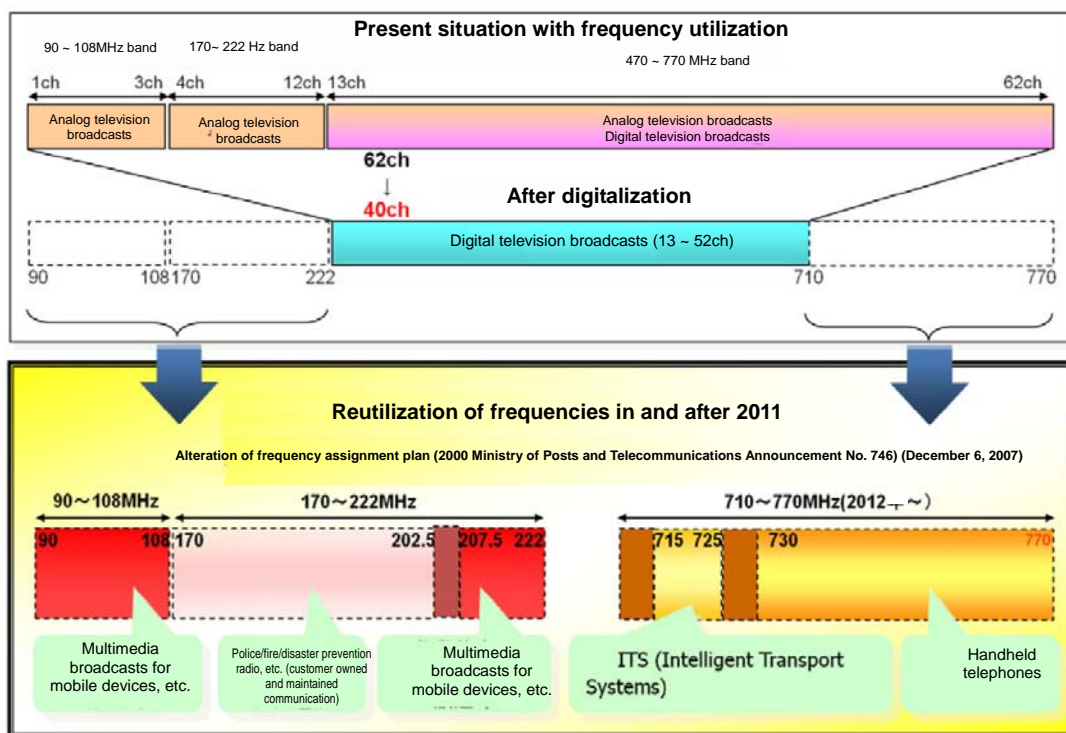 Present situation with frequency utilization
90 ~ 108MHz band
170~ 222 Hz band
470 ~ 770 MHz band
1ch
3ch
4ch
12ch
13ch
62ch
Analog television
broadcasts
Analog television
broadcasts
Analog television broadcasts
Digital television broadcasts
62ch
↓
40ch
After digitalization
Digital television broadcasts (13 ~ 52ch)
90
108
170
222
710
770
Reutilization of frequencies in and after 2011
Alteration of frequency assignment plan (2000 Ministry of Posts and Telecommunications Announcement No. 746) (December 6, 2007)
90～108MHz
170～222MHz
710～770MHz(2012 ～)
90
108
170
202.5
207.5
222
715
725
730
770
Multimedia
broadcasts for
mobile devices, etc.
Police/fire/disaster prevention
radio, etc. (customer owned
and maintained
communication)
Multimedia
broadcasts for
mobile devices, etc.
ITS (Intelligent Transport
Systems)
Handheld
telephones